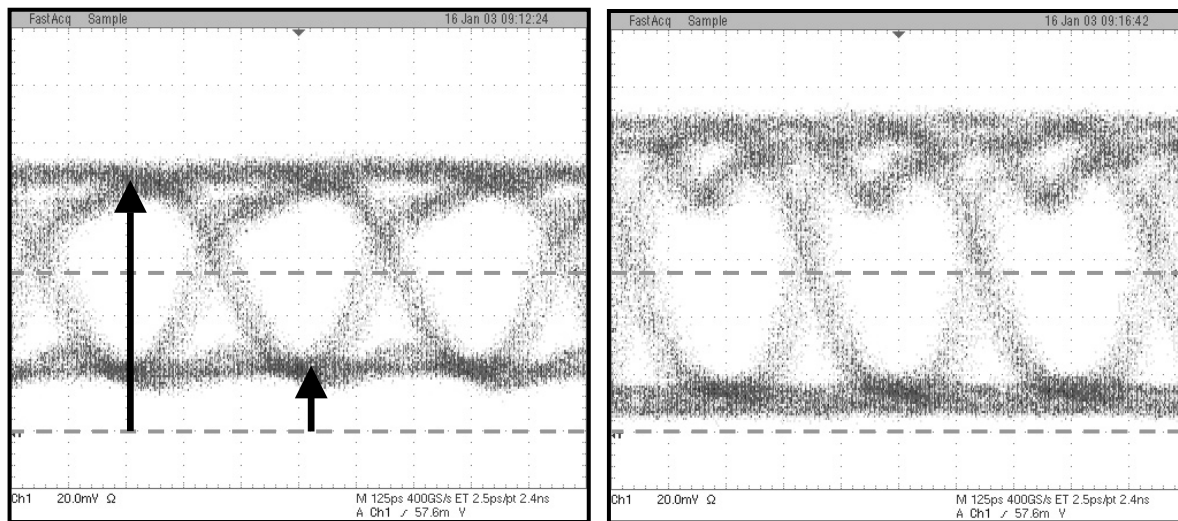 FastAcq Sample 16 Jan 03 09:12:24
Ch1 20.0mV Ω M 125ps 400GS/s ET 2.5ps/pt 2.4ns
A Ch1 ∕ 57.6m V
FastAcq Sample 16 Jan 03 09:16:42
Ch1 20.0mV Ω M 125ps 400GS/s ET 2.5ps/pt 2.4ns
A Ch1 ∕ 57.6m V